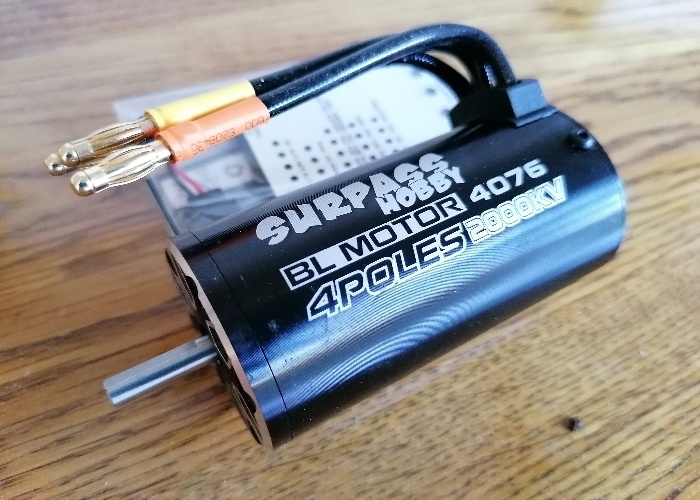 SURPASS
HOBBY
BL MOTOR 4076
4POLES 2000KV